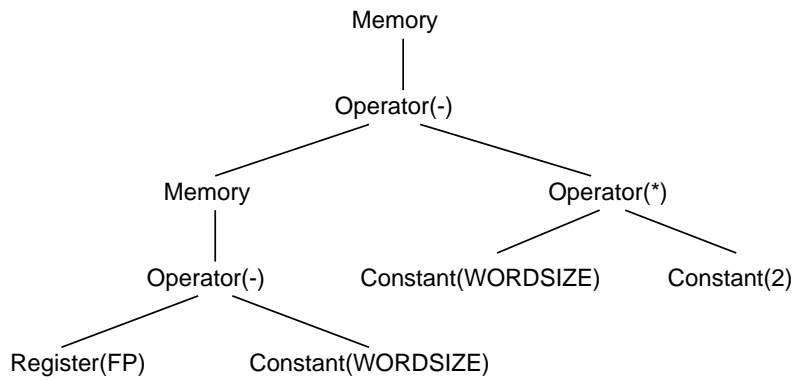 Memory
Operator(-)
Memory Operator(*)
Operator(-) Constant(WORDSIZE) Constant(2)
Register(FP) Constant(WORDSIZE)